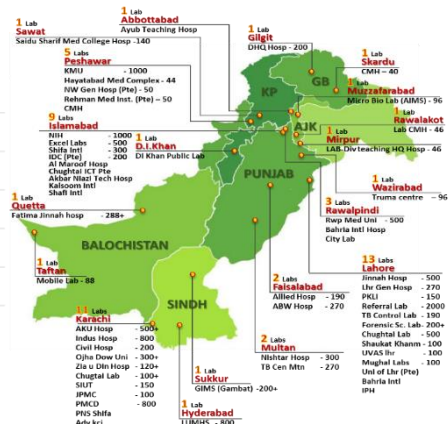 1 Lab
Abbottabad
Ayub Teaching Hosp
1 Lab
Sawat
Saidu Sharif Med College Hosp -140
5 Labs
Peshawar
KMU - 1000
Hayatabad Med Complex - 44
NW Gen Hosp (Pte) - 50
Rehman Med Inst. (Pte) - 50
CMH
9 Labs
Islamabad
NIH - 1000
Excel Labs - 500
Shifa Intl - 300
IDC (Pte) - 200
Al Maroof Hosp
Chughtai ICT Pte
Akbar Niazi Tech Hosp
Kalsoom Intl
Shafi Intl
1 Lab
D.I.Khan
DI Khan Public Lab
1 Lab
Quetta
Fatima Jinnah hosp - 288+
1 Lab
Taftan
Mobile Lab - 88
11 Labs
Karachi
AKU Hosp - 500+
Indus Hosp - 800
Civil Hosp - 200
Ojha Dow Uni - 300+
Zia u Din Hosp - 120+
Chugtai Lab - 100+
SIUT - 150
JPMC - 100
PMCD - 800
PNS Shifa
1 Lab
Gilgit
DHQ Hosp - 200
1 Lab
Skardu
CMH - 40
1 Lab
Muzzafarabad
Micro Bio Lab (AIMS) - 96
1 Lab
Rawalakot
Lab CMH - 46
1 Lab
Mirpur
LAB-Div teaching HQ Hosp - 46
1 Lab
Wazirabad
Truma centre - 96
3 Labs
Rawalpindi
Rwp Med Uni - 500
Bahria Intl Hosp
City Lab
13 Labs
Lahore
Jinnah Hosp - 500
Lhr Gen Hosp - 270
PKLI - 150
Referral Lab - 2000
TB Control Lab - 190
Forensic Sc. Lab - 200+
Chughtai Lab - 500
Shaukat Khanm - 100
UVAS lhr - 100
Mughal Labs - 100
Uni of Lhr (Pte)
Bahria Intl
IPH
2 Labs
Faisalabad
Allied Hosp - 190
ABW Hosp - 270
2 Labs
Multan
Nishtar Hosp - 300
TB Cen Mtn - 270
1 Lab
Sukkur
GIMS (Gambat) -200+
1 Lab
Hyderabad
LUMHS - 800
GB
KP
AJK
PUNJAB
BALOCHISTAN
SINDH